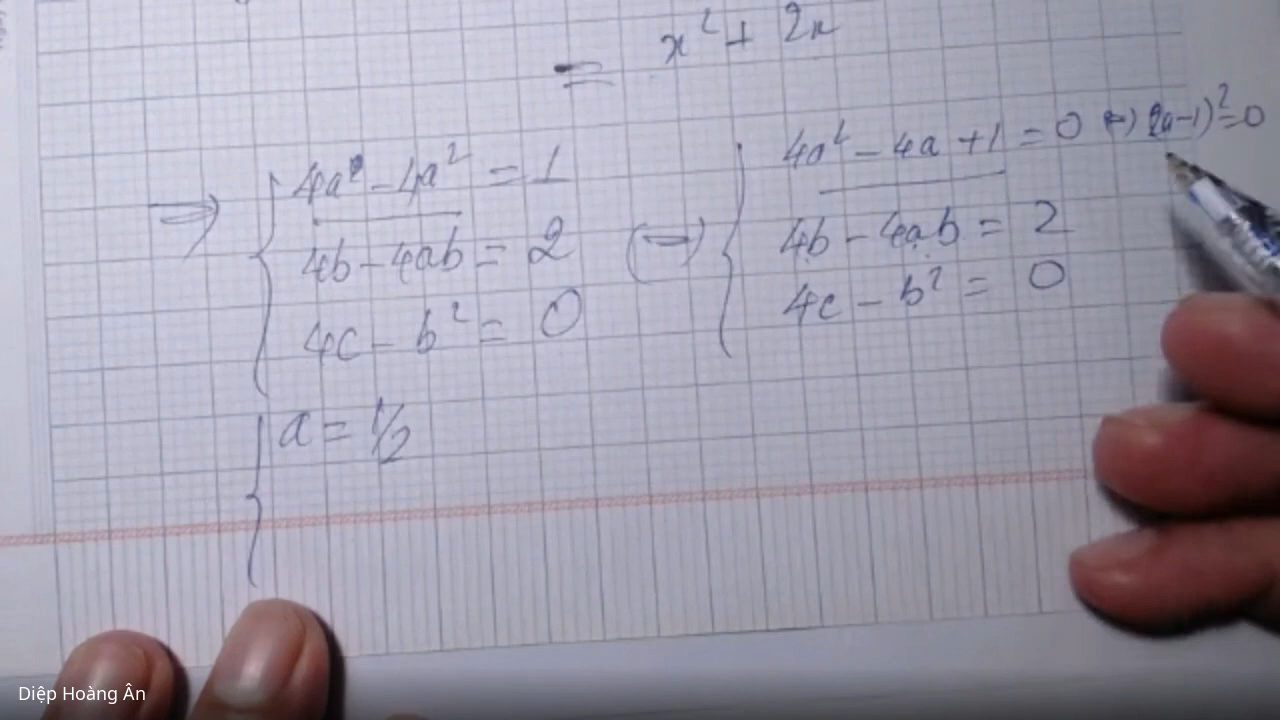 = x² + 2x
⇒ { 4a - 4a² = 1 (⇒) { 4a² - 4a + 1 = 0 (→) (2a-1)² = 0
4b - 4ab = 2 4b - 4ab = 2
4c - b² = 0 4c - b² = 0
{ a = 1/2
Diệp Hoàng Ân